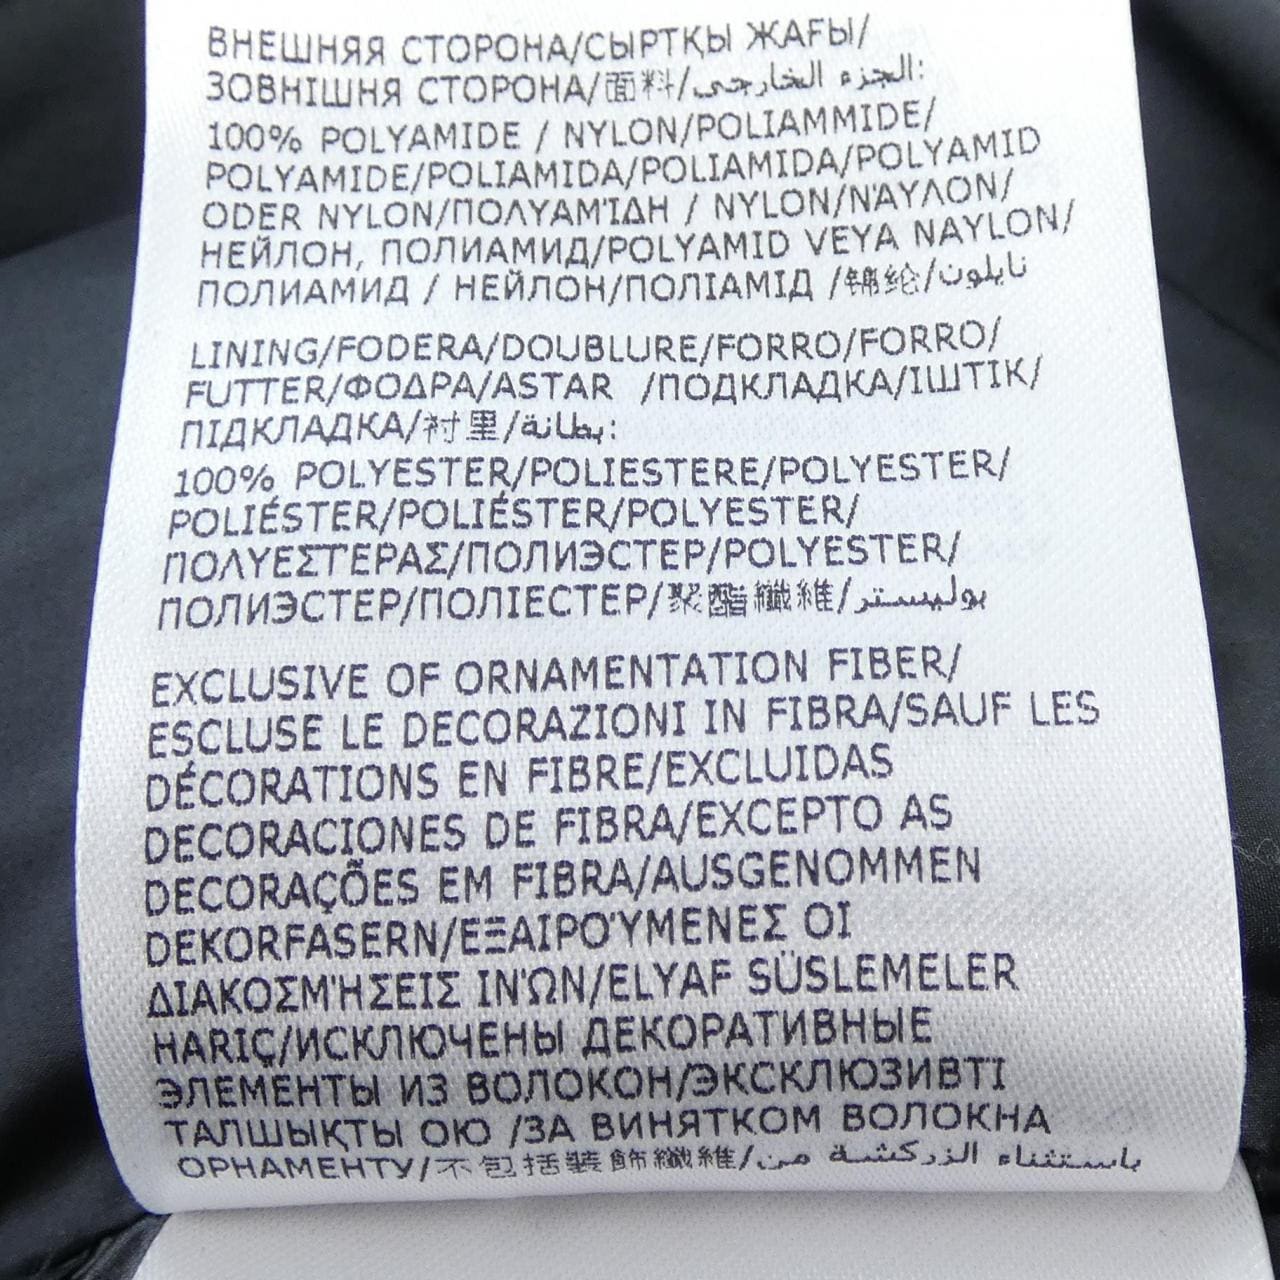 ВНЕШНЯЯ СТОРОНА/СЫРТҚЫ ЖАҒЫ/
ЗОВНІШНЯ СТОРОНА/面料/الجزء الخارجي:
100% POLYAMIDE / NYLON/POLIAMMIDE/
POLYAMIDE/POLIAMIDA/POLIAMIDA/POLYAMID
ODER NYLON/ΠΟΛΥΑΜΊΔΗ / NYLON/ΝΆΥΛΟΝ/
НЕЙЛОН, ПОЛИАМИД/POLYAMID VEYA NAYLON/
ПОЛИАМИД / НЕЙЛОН/ПОЛІАМІД /锦纶/نايلون
LINING/FODERA/DOUBLURE/FORRO/FORRO/
FUTTER/ΦΟΔΡΑ/ASTAR /ПОДКЛАДКА/ІШТІК/
ПІДКЛАДКА/衬里/بطانة:
100% POLYESTER/POLIESTERE/POLYESTER/
POLIÉSTER/POLIÉSTER/POLYESTER/
ΠΟΛΥΕΣΤΕΡΑΣ/ПОЛИЭСТЕР/POLYESTER/
ПОЛИЭСТЕР/ПОЛІЕСТЕР/聚酯纖維/بوليستر
EXCLUSIVE OF ORNAMENTATION FIBER/
ESCLUSE LE DECORAZIONI IN FIBRA/SAUF LES
DÉCORATIONS EN FIBRE/EXCLUIDAS
DECORACIONES DE FIBRA/EXCEPTO AS
DECORAÇÕES EM FIBRA/AUSGENOMMEN
DEKORFASERN/ΕΞΑΙΡΟΎΜΕΝΕΣ ΟΙ
ΔΙΑΚΟΣΜΉΣΕΙΣ ΙΝΏΝ/ELYAF SÜSLEMELER
HARIÇ/ИСКЛЮЧЕНЫ ДЕКОРАТИВНЫЕ
ЭЛЕМЕНТЫ ИЗ ВОЛОКОН/ЭКСКЛЮЗИВТІ
ТАЛШЫҚТЫ ОЮ /ЗА ВИНЯТКОМ ВОЛОКНА
ОРНАМЕНТУ/不包括裝飾纖維/باستثناء الزركشة من